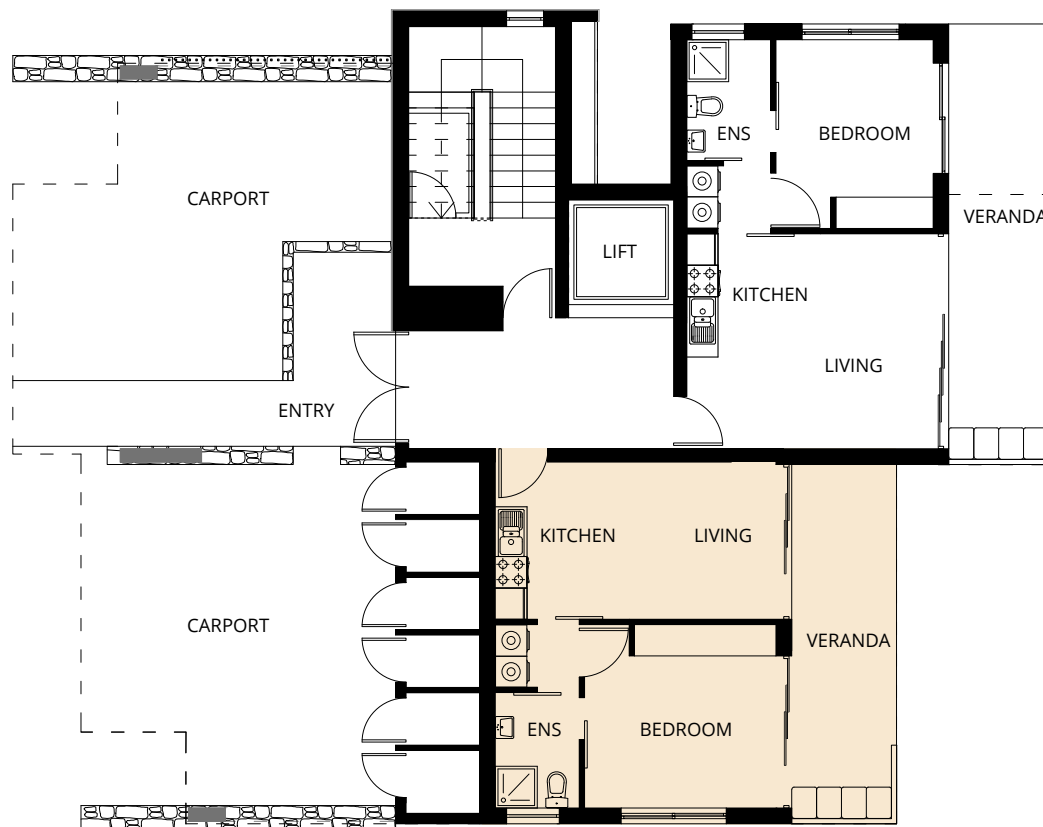 ENS
BEDROOM
CARPORT
VERANDA
LIFT
KITCHEN
LIVING
ENTRY
KITCHEN
LIVING
CARPORT
VERANDA
ENS
BEDROOM